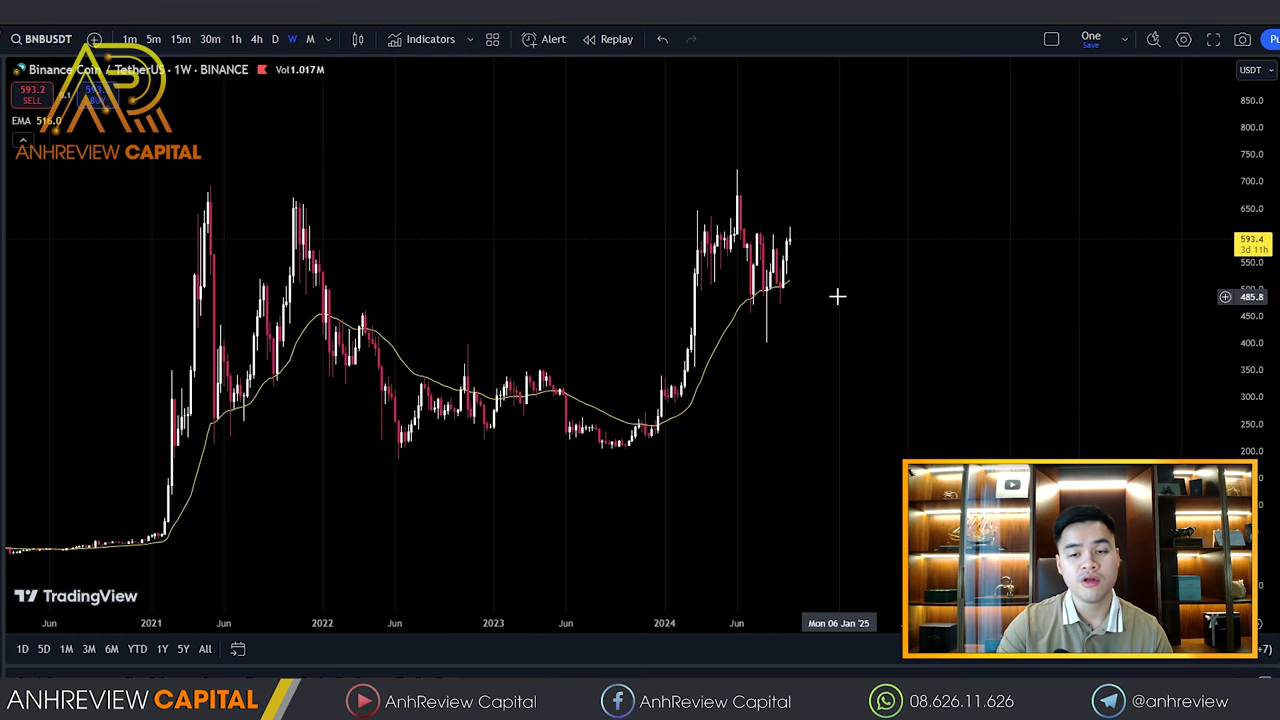 BNBUSDT 1m 5m 15m 30m 1h 4h D W M Indicators Alert Replay One
Save
Binance Coin / TetherUS · 1W · BINANCE Vol1.017M USDT
593.2
SELL
BUY
EMA 516.0
ANHREVIEW CAPITAL
850.0
800.0
750.0
700.0
650.0
593.4
3d 11h
550.0
485.8
450.0
400.0
350.0
300.0
250.0
200.0
TradingView
Jun 2021 Jun 2022 Jun 2023 Jun 2024 Jun Mon 06 Jan '25
1D 5D 1M 3M 6M YTD 1Y 5Y All
ANHREVIEW CAPITAL AnhReview Capital AnhReview Capital 08.626.11.626 @anhreview